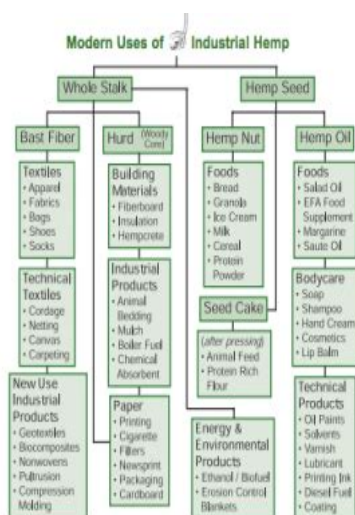 Modern Uses of Industrial Hemp
Whole Stalk
Hemp Seed
Bast Fiber
Hurd (Woody
Core)
Hemp Nut
Hemp Oil
Textiles
• Apparel
• Fabrics
• Bags
• Shoes
• Socks
Technical
Textiles
• Cordage
• Netting
• Canvas
• Carpeting
New Use
Industrial
Products
• Geotextiles
• Biocomposites
• Nonwovens
• Pultrusion
• Compression
Molding
Building
Materials
• Fiberboard
• Insulation
• Hempcrete
Industrial
Products
• Animal
Bedding
• Mulch
• Boiler Fuel
• Chemical
Absorbent
Paper
• Printing
• Cigarette
• Filters
• Newsprint
• Packaging
• Cardboard
Foods
• Bread
• Granola
• Ice Cream
• Milk
• Cereal
• Protein
Powder
Seed Cake
(after pressing)
• Animal Feed
• Protein Rich
Flour
Energy &
Environmental
Products
• Ethanol / Biofuel
• Erosion Control
Blankets
Foods
• Salad Oil
• EFA Food
Supplement
• Margarine
• Saute Oil
Bodycare
• Soap
• Shampoo
• Hand Cream
• Cosmetics
• Lip Balm
Technical
Products
• Oil Paints
• Solvents
• Varnish
• Lubricant
• Printing Ink
• Diesel Fuel
• Coating